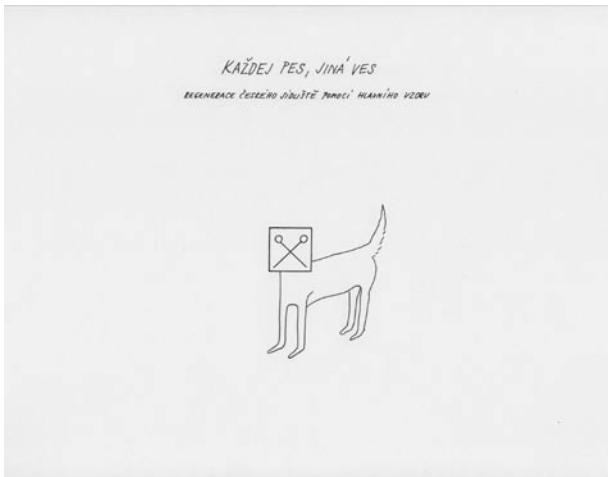 KAŽDEJ PES, JINÁ VES
REGENERACE ČESKÉHO SÍDLIŠTĚ POMOCÍ HLAVNÍHO VZORU